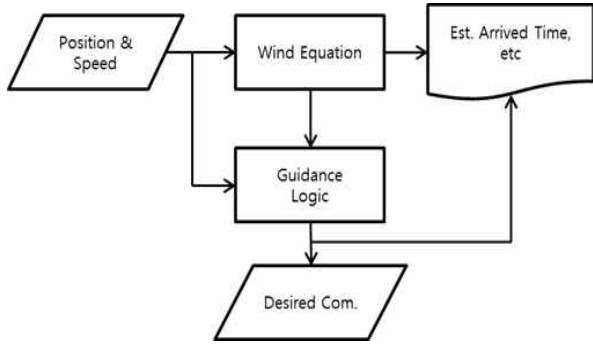 Position &
Speed
Wind Equation
Est. Arrived Time,
etc
Guidance
Logic
Desired Com.